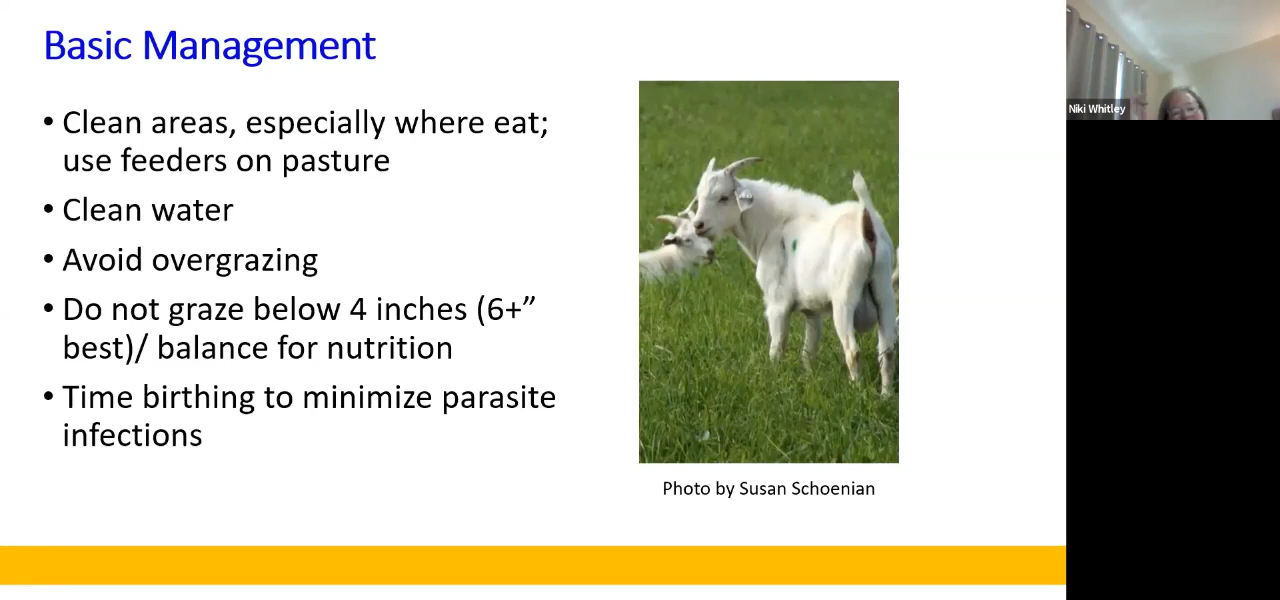 Basic Management
• Clean areas, especially where eat;
use feeders on pasture
• Clean water
• Avoid overgrazing
• Do not graze below 4 inches (6+”
best)/ balance for nutrition
• Time birthing to minimize parasite
infections
Photo by Susan Schoenian
Niki Whitley